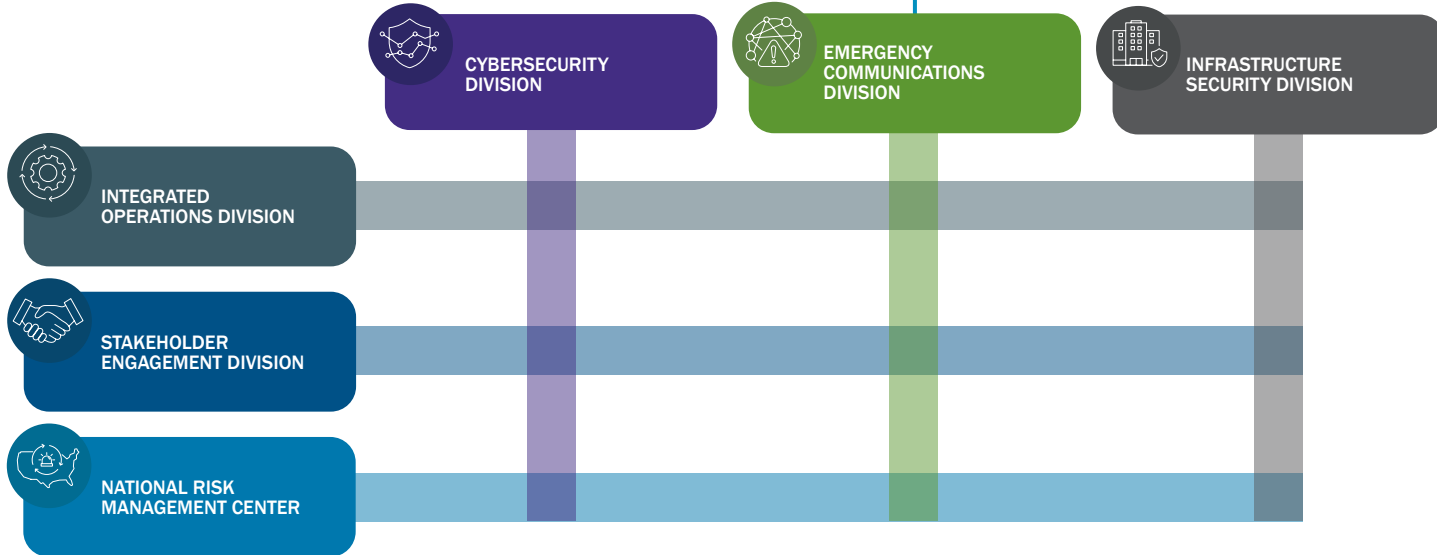 CYBERSECURITY
DIVISION
EMERGENCY
COMMUNICATIONS
DIVISION
INFRASTRUCTURE
SECURITY DIVISION
INTEGRATED
OPERATIONS DIVISION
STAKEHOLDER
ENGAGEMENT DIVISION
NATIONAL RISK
MANAGEMENT CENTER